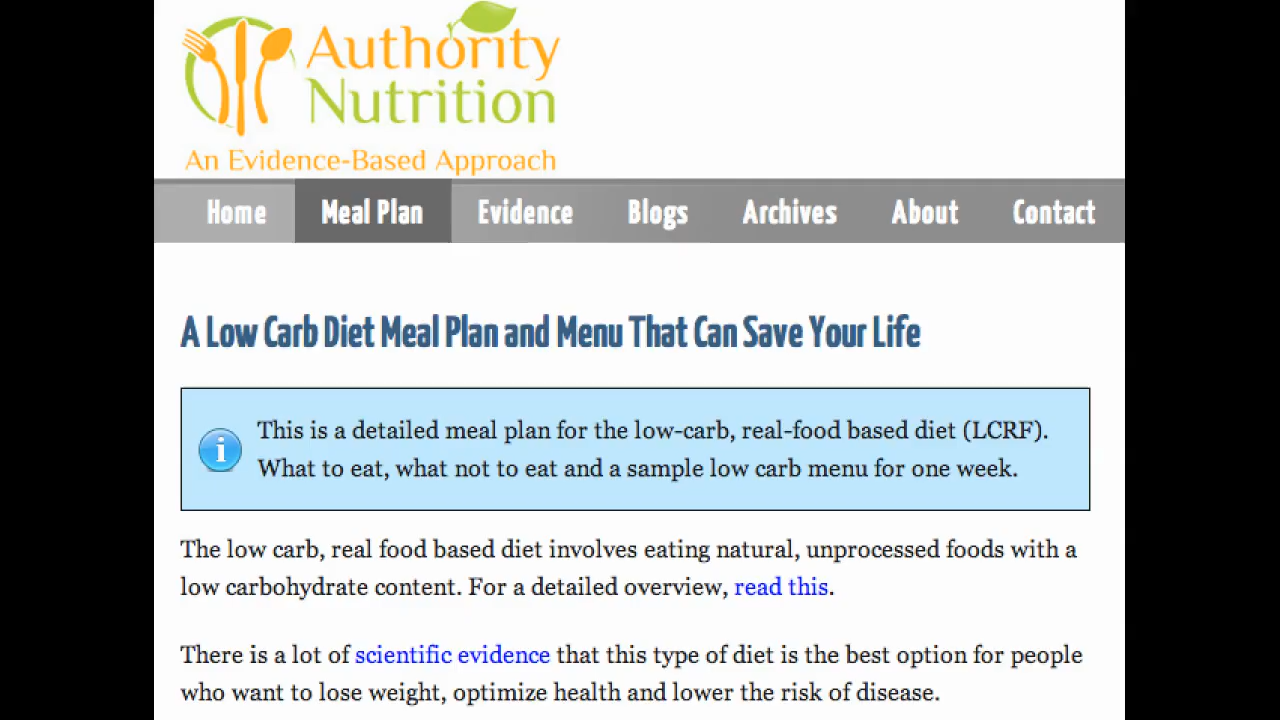 Authority
Nutrition
An Evidence-Based Approach
Home Meal Plan Evidence Blogs Archives About Contact
A Low Carb Diet Meal Plan and Menu That Can Save Your Life
i
This is a detailed meal plan for the low-carb, real-food based diet (LCRF).
What to eat, what not to eat and a sample low carb menu for one week.
The low carb, real food based diet involves eating natural, unprocessed foods with a
low carbohydrate content. For a detailed overview, read this.
There is a lot of scientific evidence that this type of diet is the best option for people
who want to lose weight, optimize health and lower the risk of disease.